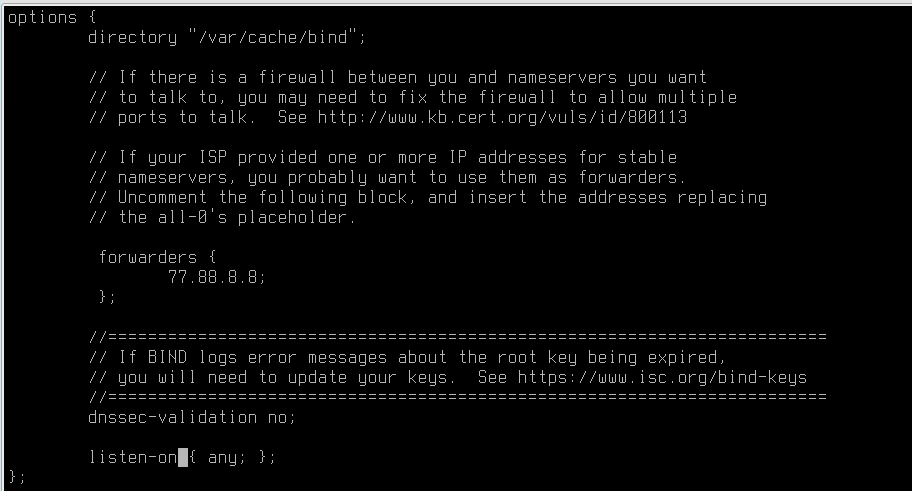 options {
        directory "/var/cache/bind";

        // If there is a firewall between you and nameservers you want
        // to talk to, you may need to fix the firewall to allow multiple
        // ports to talk.  See http://www.kb.cert.org/vuls/id/800113

        // If your ISP provided one or more IP addresses for stable
        // nameservers, you probably want to use them as forwarders.
        // Uncomment the following block, and insert the addresses replacing
        // the all-0's placeholder.

         forwarders {
                77.88.8.8;
         };

        //========================================================================
        // If BIND logs error messages about the root key being expired,
        // you will need to update your keys.  See https://www.isc.org/bind-keys
        //========================================================================
        dnssec-validation no;

        listen-on { any; };
};